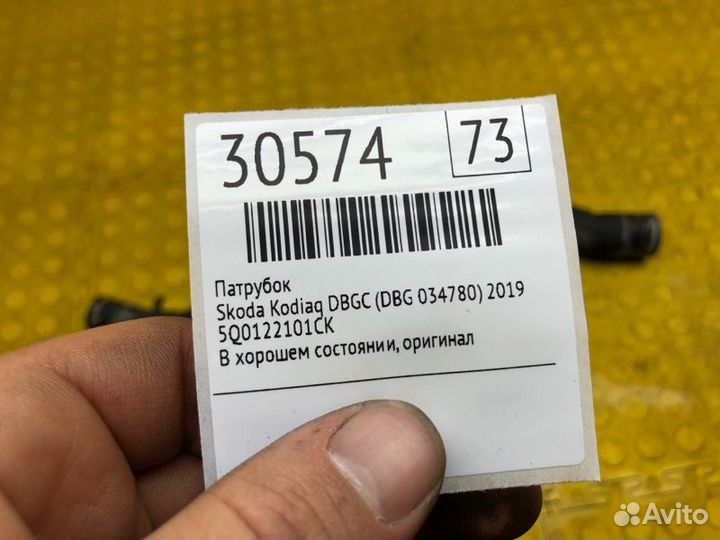 30574
73
Патрубок
Skoda Kodiaq DBGC (DBG 034780) 2019
5Q0122101CK
В хорошем состоянии, оригинал
Avito